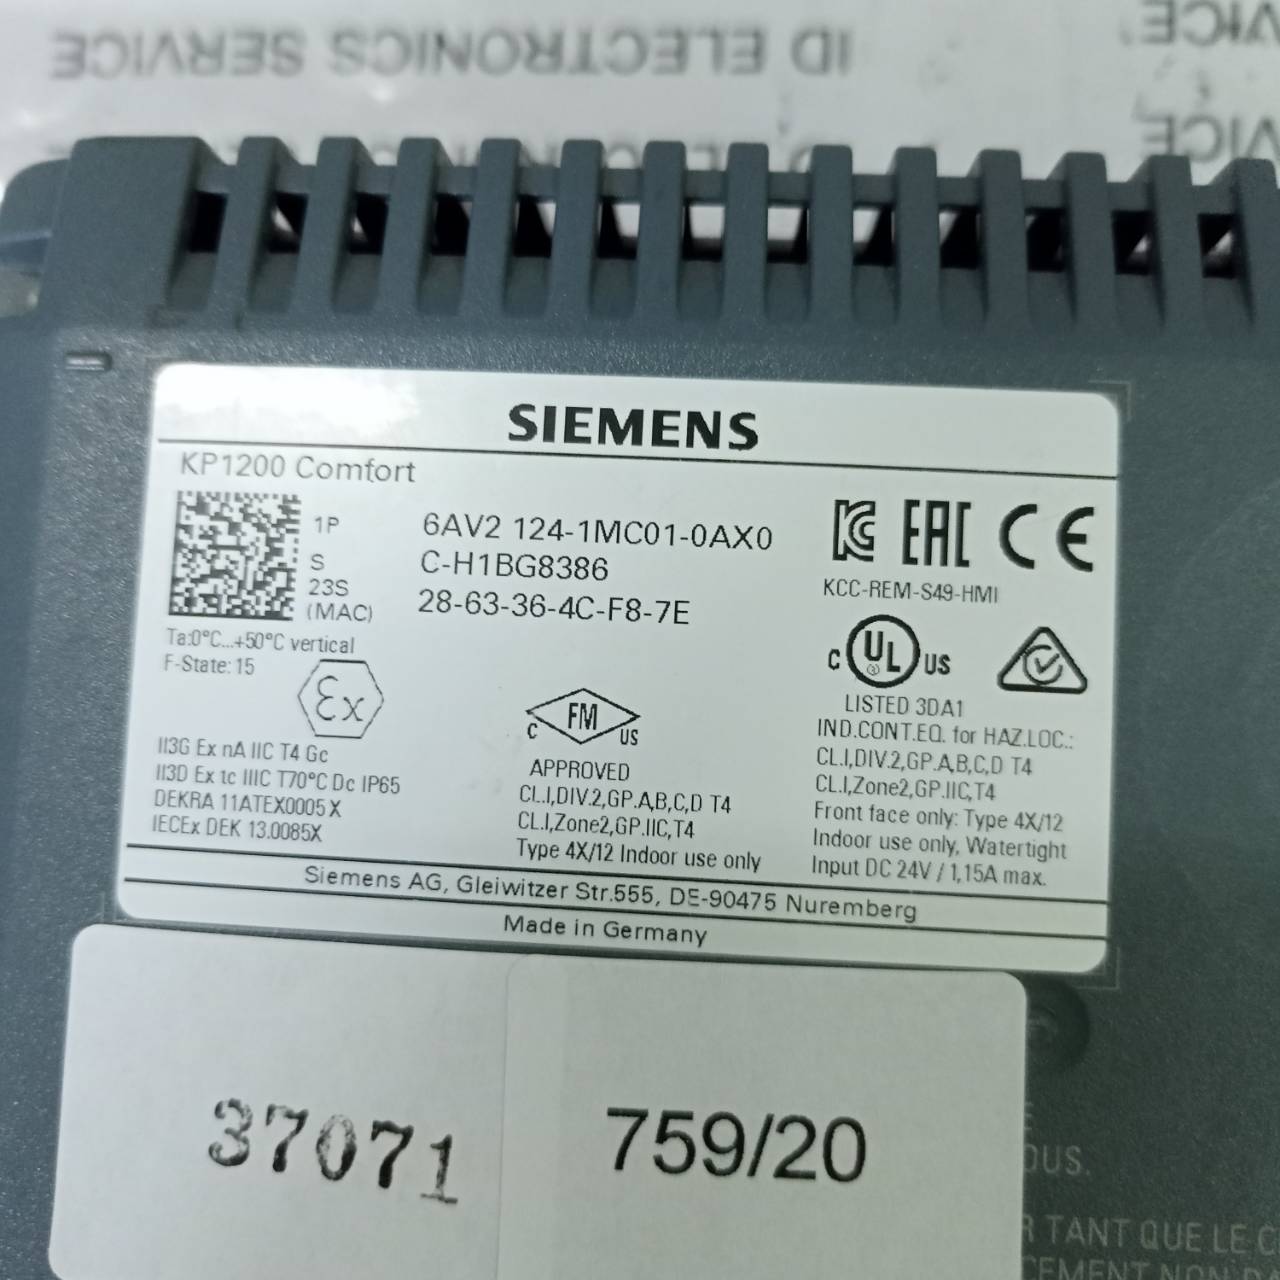 ID ELECTRONICS SERVICE
SIEMENS
KP1200 Comfort
1P 6AV2 124-1MC01-0AX0
S C-H1BG8386
23S
(MAC) 28-63-36-4C-F8-7E
Ta:0°C...+50°C vertical
F-State: 15
Ex
II3G Ex nA IIC T4 Gc
II3D Ex tc IIIC T70°C Dc IP65
DEKRA 11ATEX0005 X
IECEx DEK 13.0085X
C FM US
APPROVED
CL.I,DIV.2,GP.A,B,C,D T4
CL.I,Zone2,GP.IIC,T4
Type 4X/12 Indoor use only
KC EAC CE
KCC-REM-S49-HMI
C UL US
LISTED 3DA1
IND.CONT.EQ. for HAZ.LOC.:
CL.I,DIV.2,GP.A,B,C,D T4
CL.I,Zone2,GP.IIC,T4
Front face only: Type 4X/12
Indoor use only, Watertight
Input DC 24V / 1,15A max.
Siemens AG, Gleiwitzer Str.555, DE-90475 Nuremberg
Made in Germany
37071
759/20
TANT QUE LE